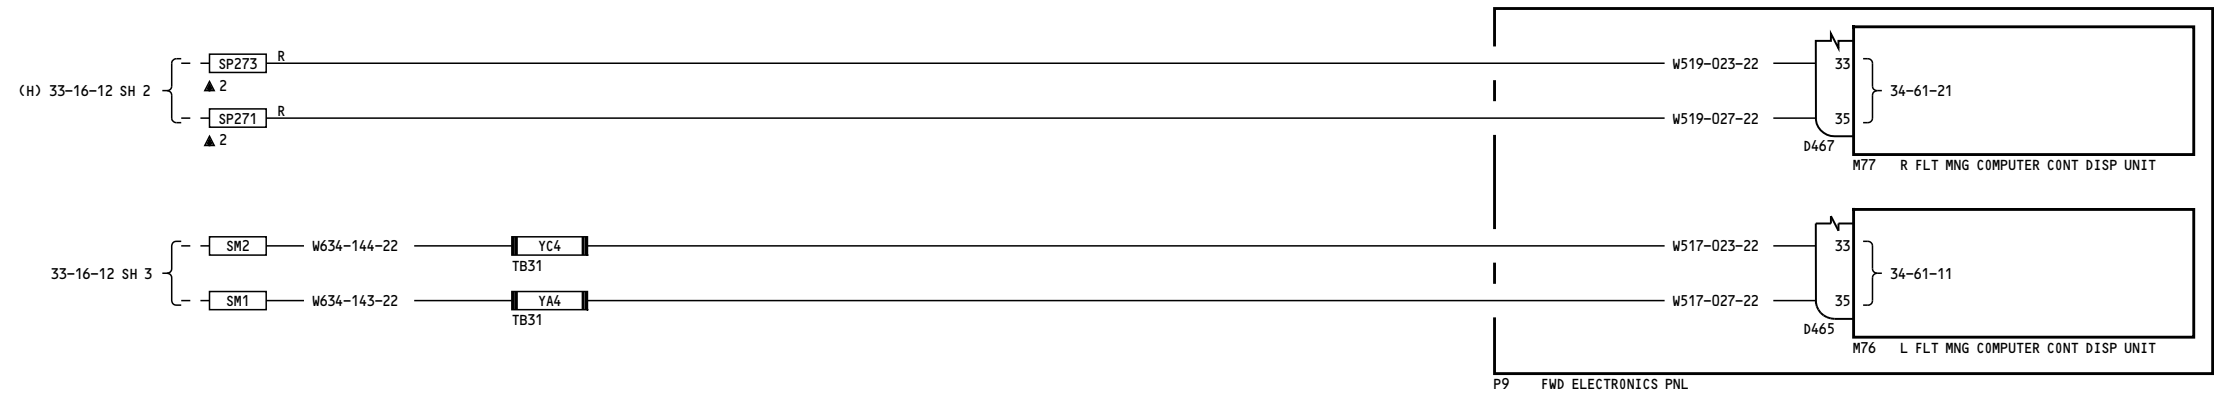 SP273 R W519-023-22 33
▲ 2
(H) 33-16-12 SH 2 34-61-21
SP271 R W519-027-22 35
▲ 2
D467
M77 R FLT MNG COMPUTER CONT DISP UNIT
SM2 W634-144-22 YC4 W517-023-22 33
TB31
33-16-12 SH 3 34-61-11
SM1 W634-143-22 YA4 W517-027-22 35
TB31
D465
M76 L FLT MNG COMPUTER CONT DISP UNIT
P9 FWD ELECTRONICS PNL